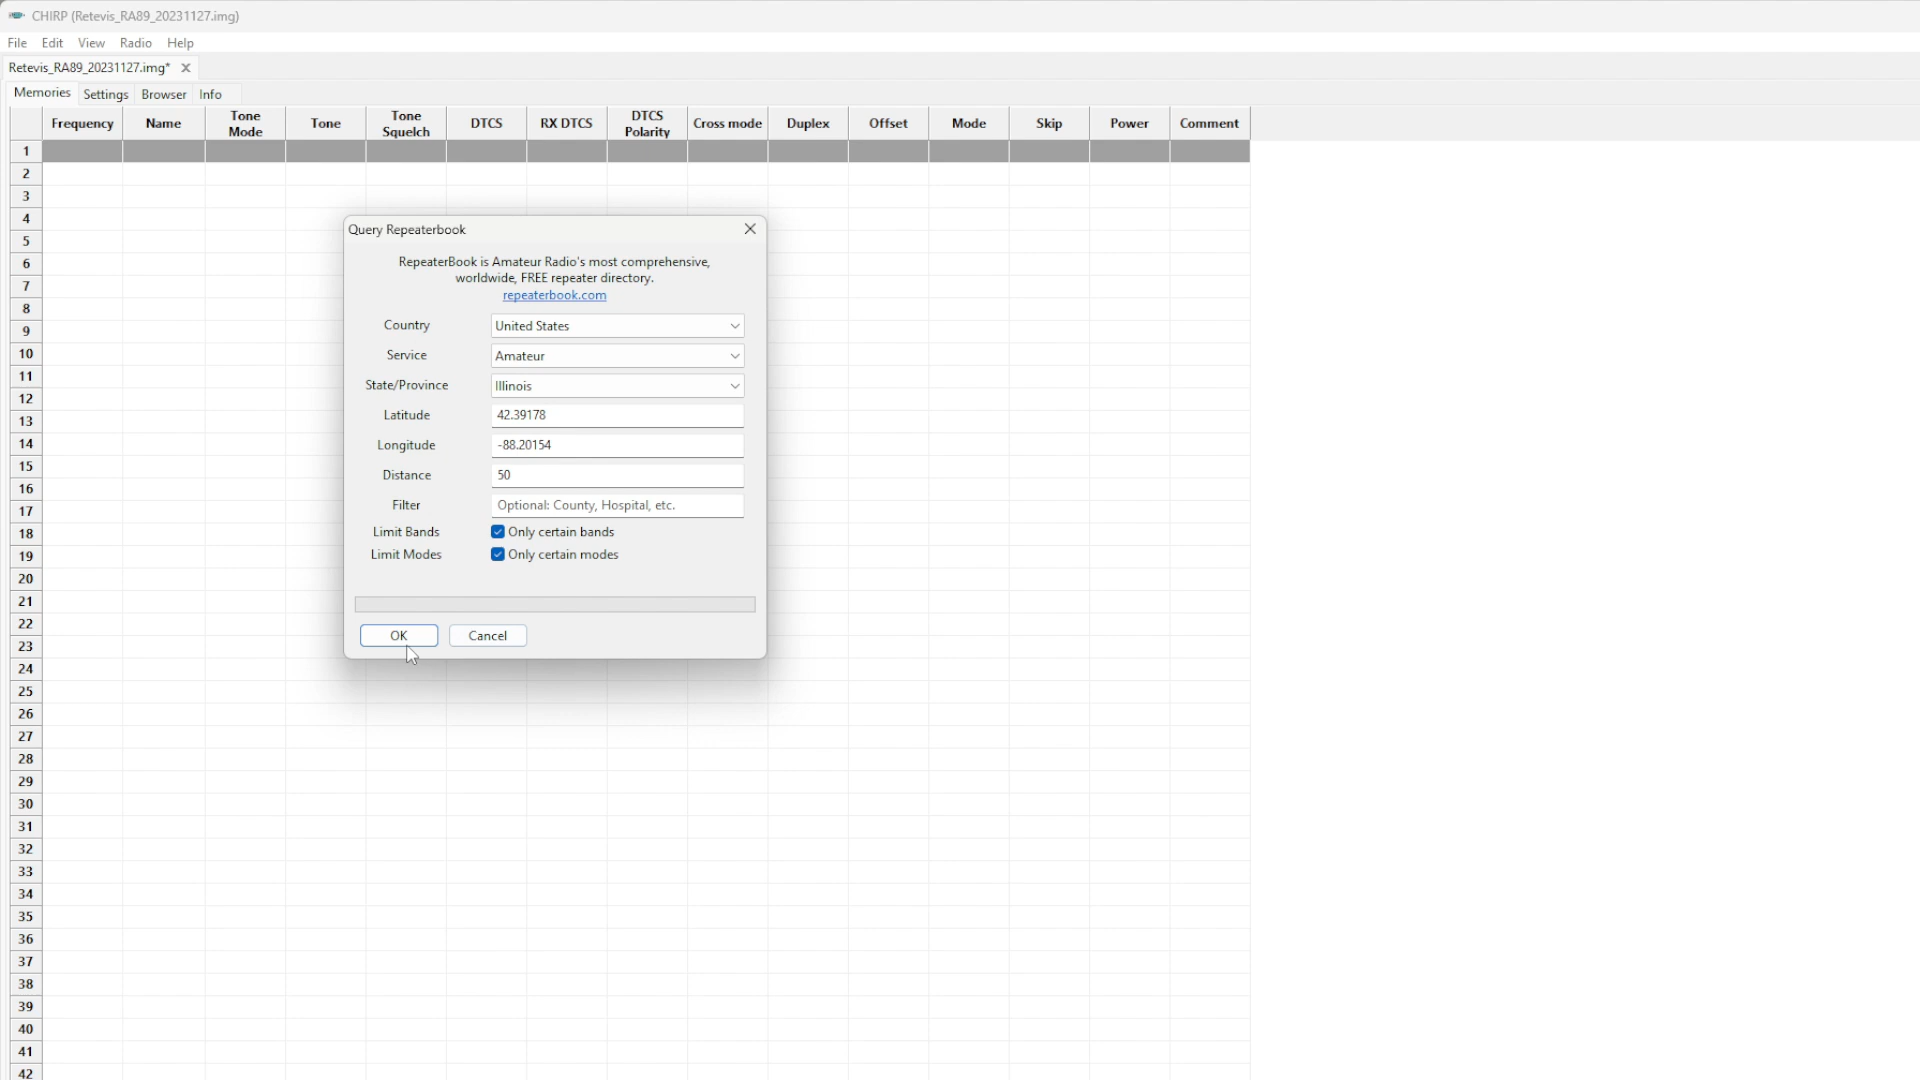 CHIRP (Retevis_RA89_20231127.img)
File Edit View Radio Help
Retevis_RA89_20231127.img*
Memories Settings Browser Info
Frequency Name Tone Mode Tone Tone Squelch DTCS RX DTCS DTCS Polarity Cross mode Duplex Offset Mode Skip Power Comment
1
2
3
4
5
6
7
8
9
10
11
12
13
14
15
16
17
18
19
20
21
22
23
24
25
26
27
28
29
30
31
32
33
34
35
36
37
38
39
40
41
42
Query Repeaterbook
RepeaterBook is Amateur Radio's most comprehensive,
worldwide, FREE repeater directory.
repeaterbook.com
Country United States
Service Amateur
State/Province Illinois
Latitude 42.39178
Longitude -88.20154
Distance 50
Filter Optional: County, Hospital, etc.
Limit Bands Only certain bands
Limit Modes Only certain modes
OK Cancel